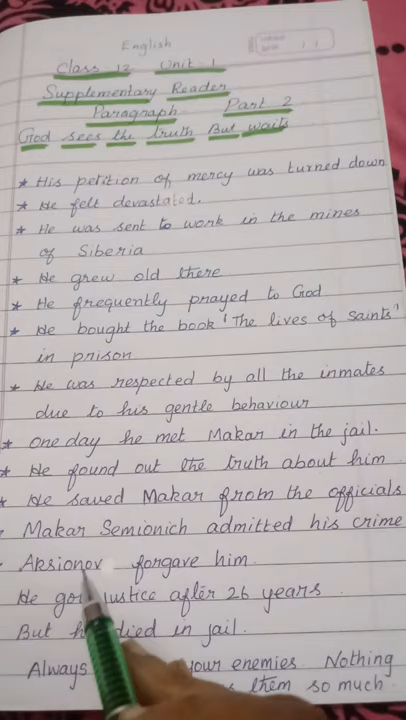 English
Class 12 Unit 1
Supplementary Reader
Paragraph Part 2
God sees the truth But waits
* His petition of mercy was turned down
* He felt devastated.
* He was sent to work in the mines
of Siberia
* He grew old there
* He frequently prayed to God
* He bought the book 'The lives of saints'
in prison
* He was respected by all the inmates
due to his gentle behaviour
* One day he met Makar in the jail.
* He found out the truth about him
* He saved Makar from the officials
Makar Semionich admitted his crime
Aksionov forgave him.
He got justice after 26 years.
But died in jail.
Always your enemies Nothing
them so much